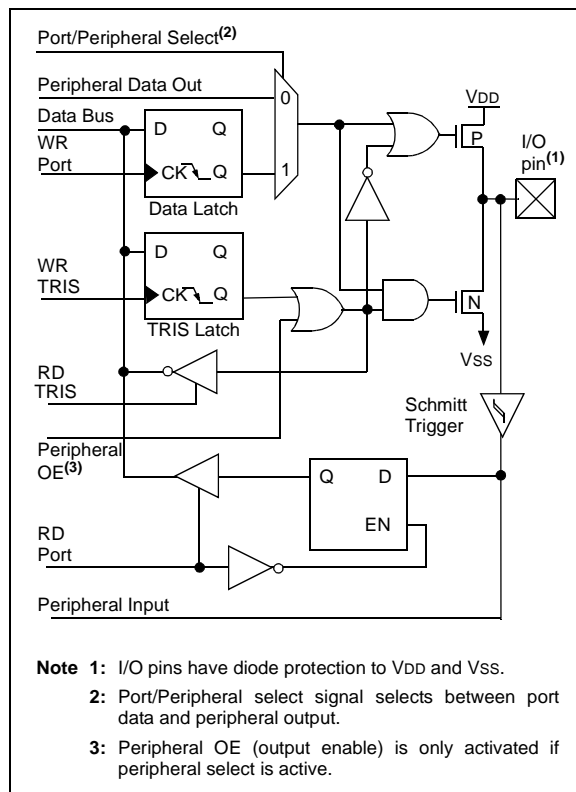 Port/Peripheral Select(2)
Peripheral Data Out
0
VDD
Data Bus
D Q
P
I/O
pin(1)
WR
Port
CK Q
1
Data Latch
D Q
WR
TRIS
CK Q
N
TRIS Latch
VSS
RD
TRIS
Schmitt
Trigger
Peripheral
OE(3)
Q D
EN
RD
Port
Peripheral Input
Note 1: I/O pins have diode protection to VDD and VSS.
2: Port/Peripheral select signal selects between port
data and peripheral output.
3: Peripheral OE (output enable) is only activated if
peripheral select is active.